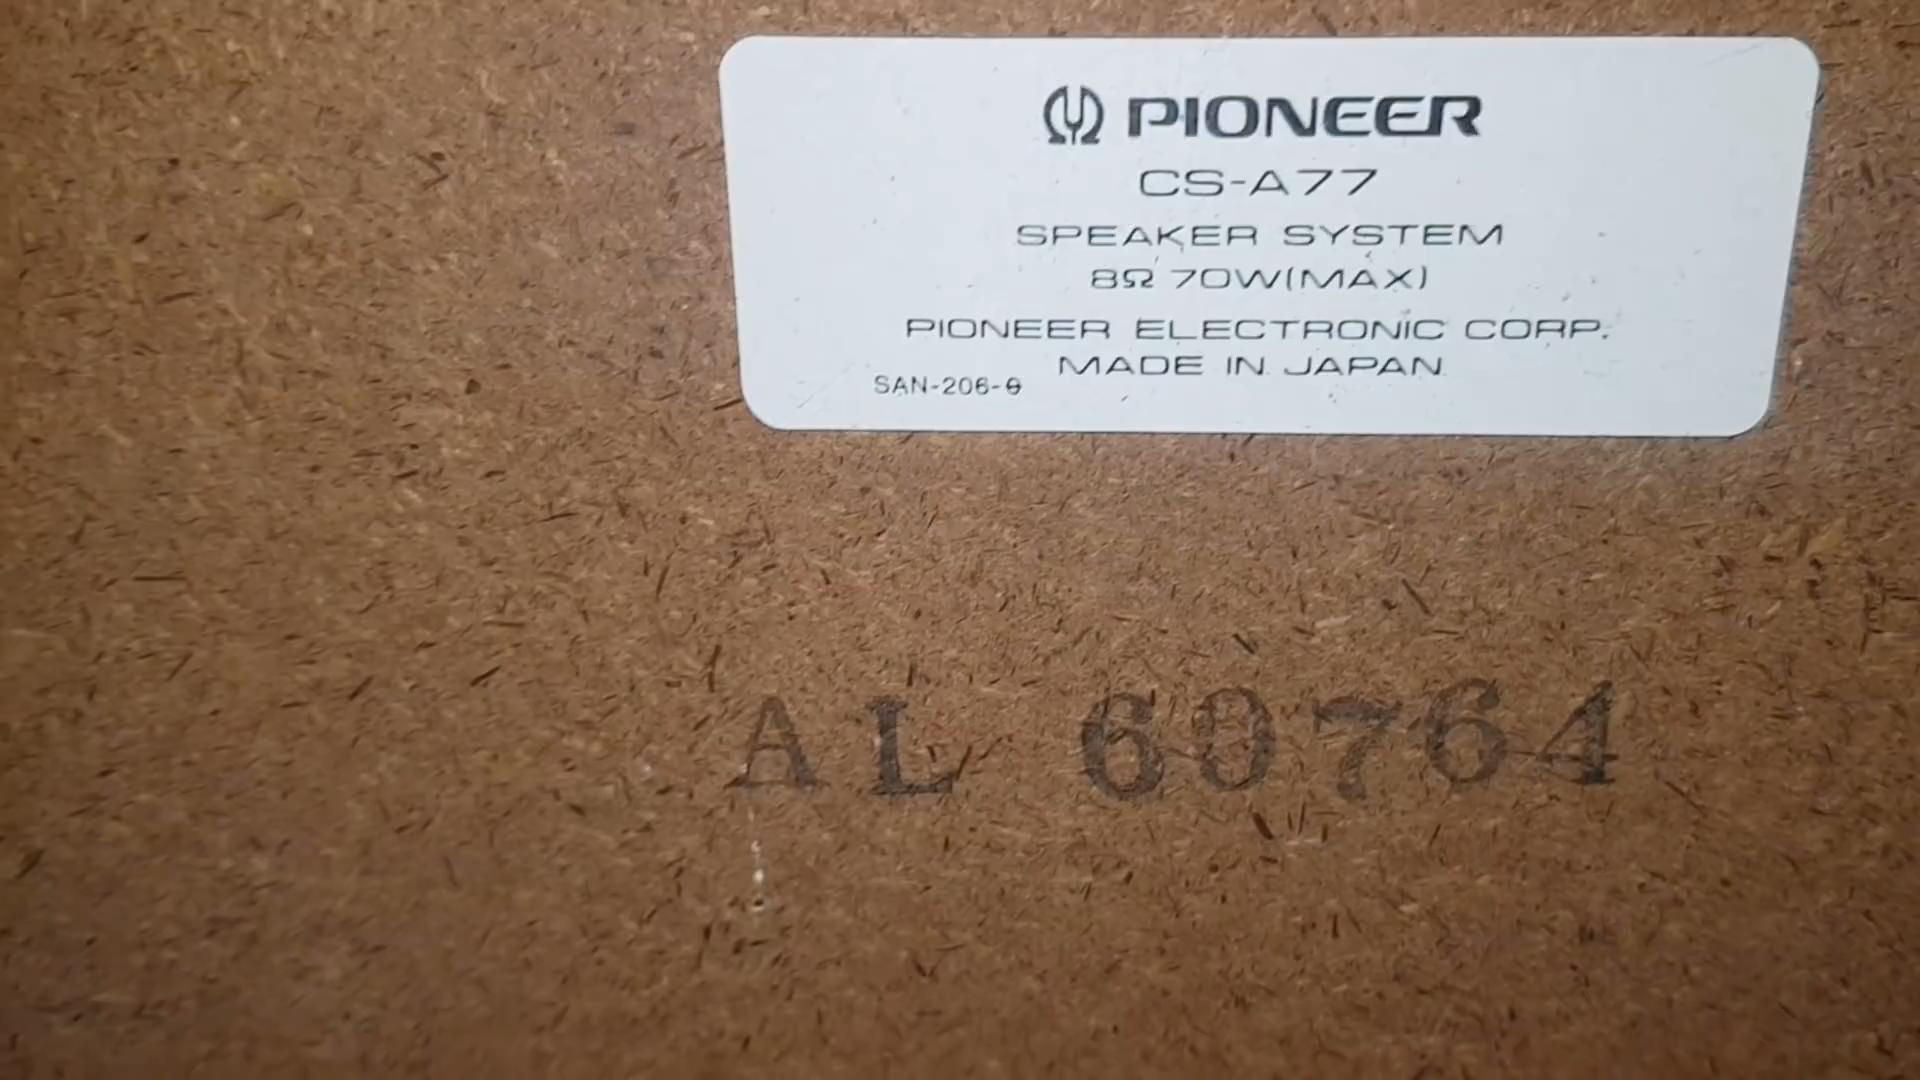 PIONEER
CS-A77
SPEAKER SYSTEM
8Ω 70W(MAX)
PIONEER ELECTRONIC CORP.
MADE IN JAPAN
SAN-206-0
AL 60764